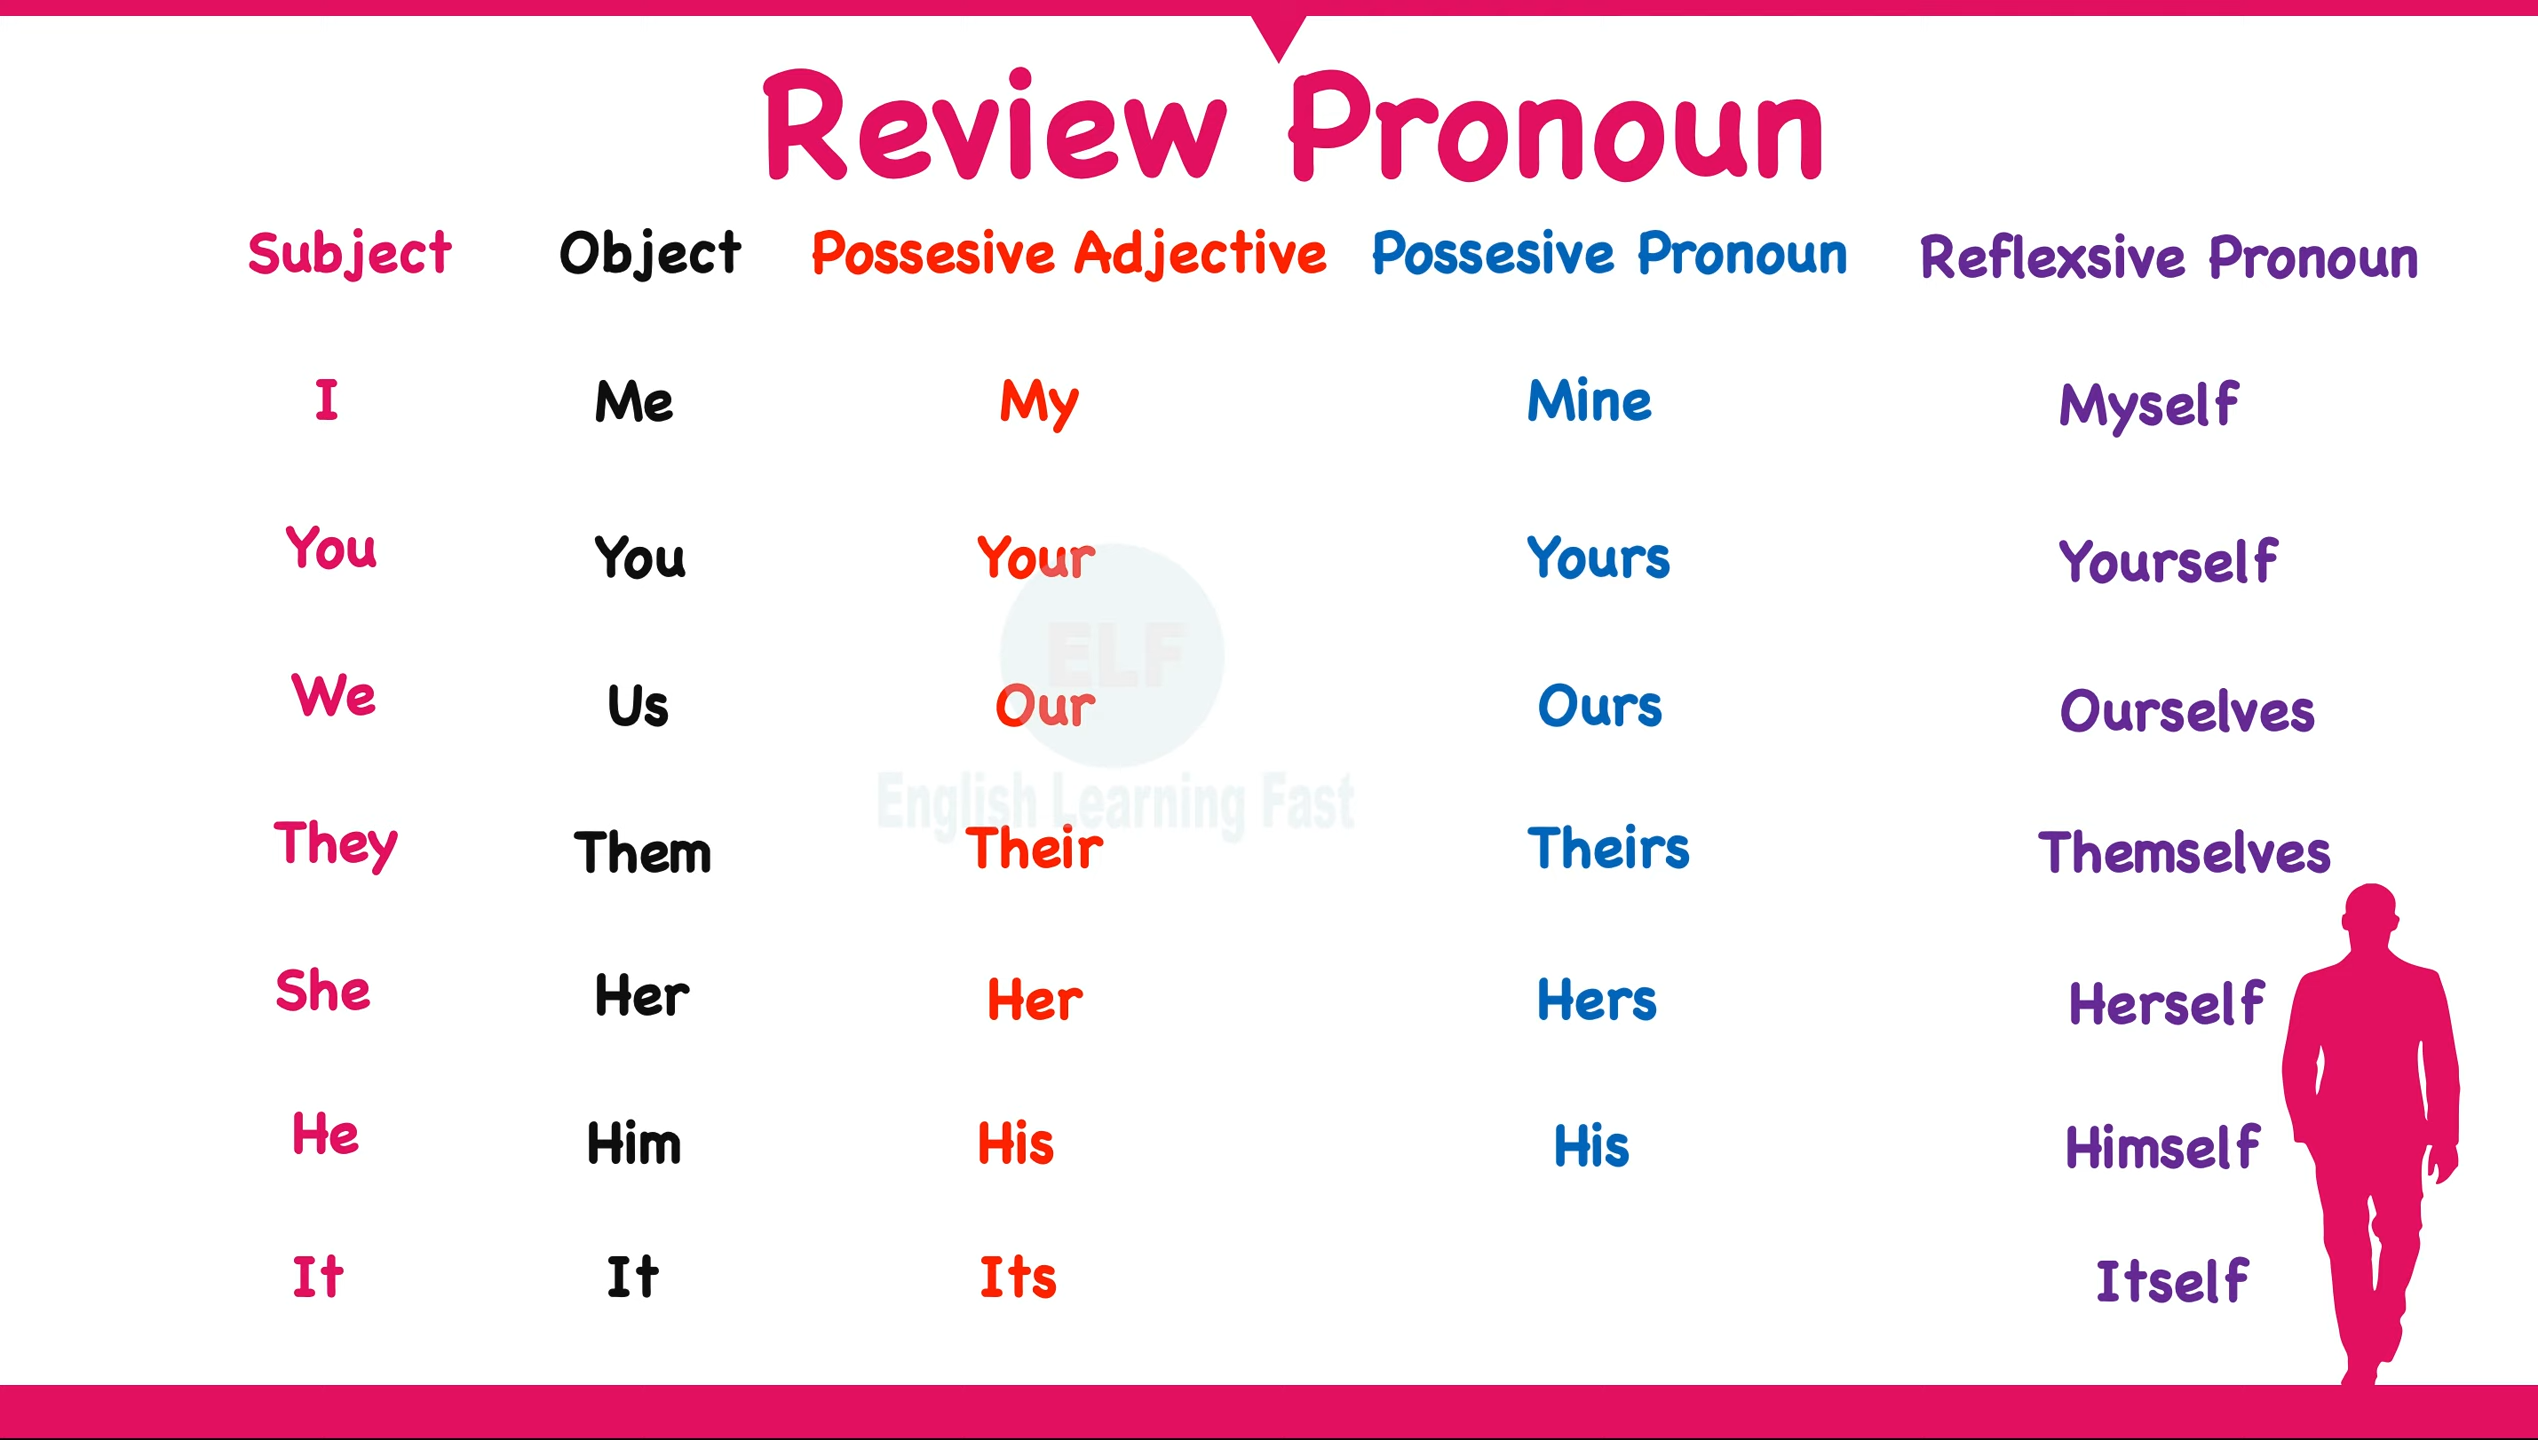 Review Pronoun
Subject Object Possesive Adjective Possesive Pronoun Reflexsive Pronoun
I Me My Mine Myself
You You Your Yours Yourself
ELF
We Us Our Ours Ourselves
English Learning Fast
They Them Their Theirs Themselves
She Her Her Hers Herself
He Him His His Himself
It It Its Itself